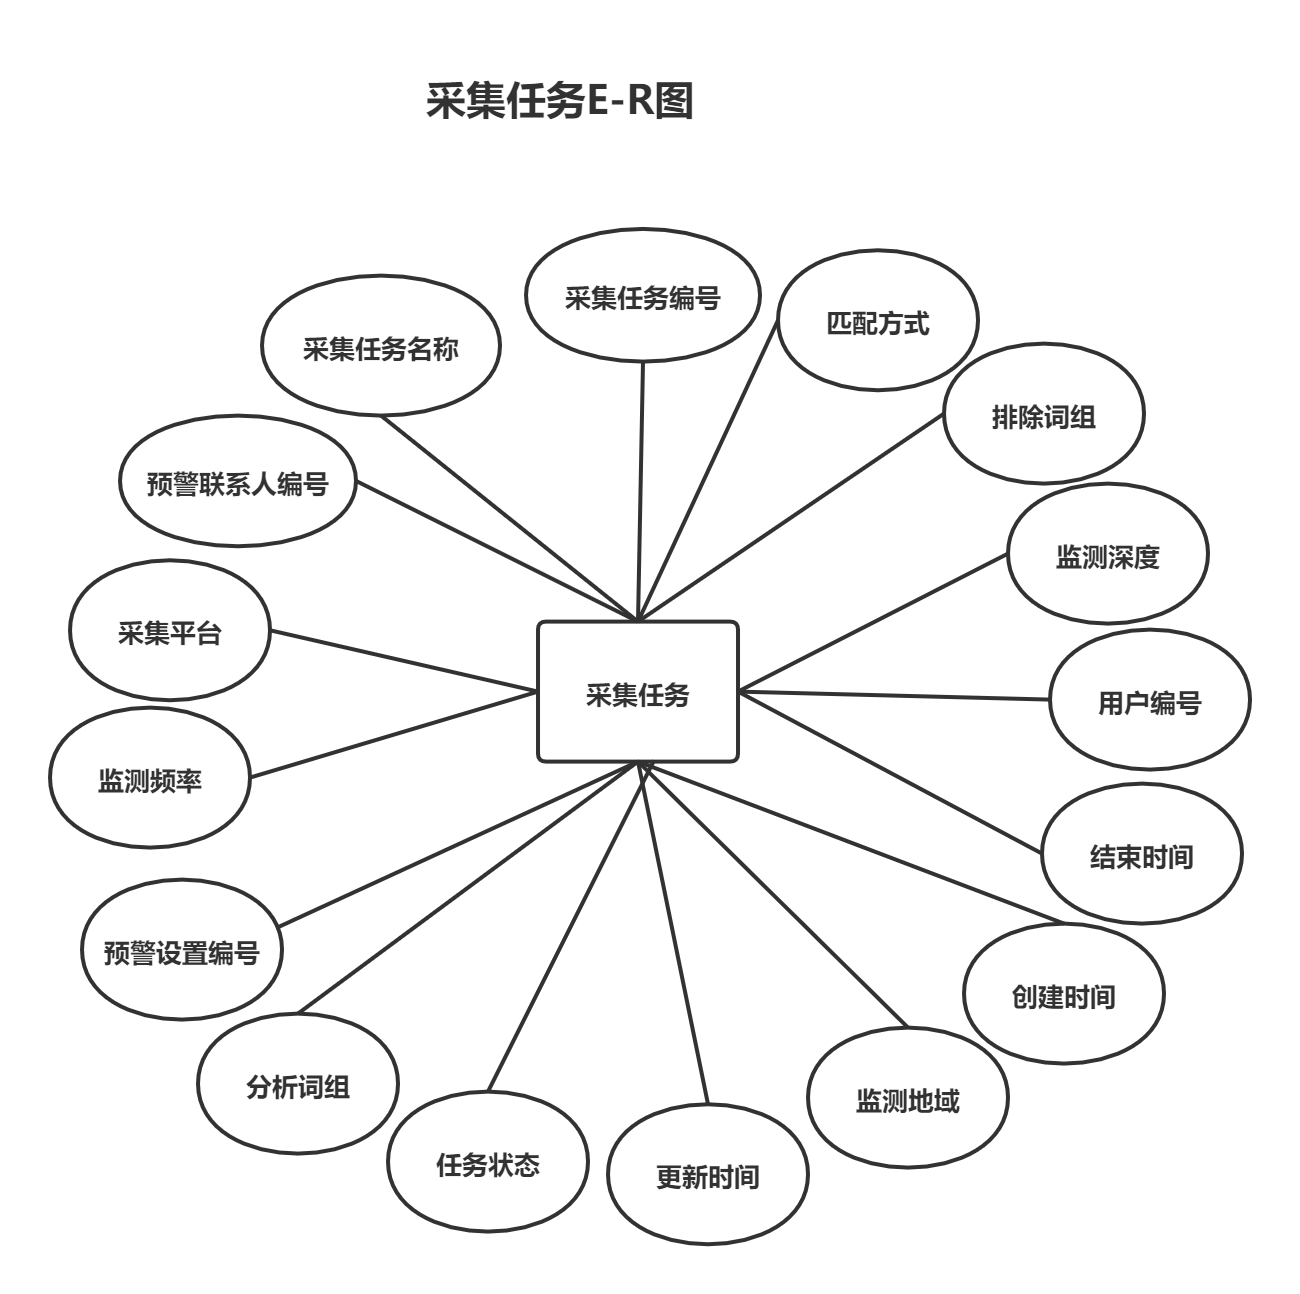 采集任务E-R图
采集任务编号
匹配方式
采集任务名称
排除词组
预警联系人编号
监测深度
采集平台
采集任务
用户编号
监测频率
结束时间
预警设置编号
创建时间
分析词组
监测地域
任务状态
更新时间